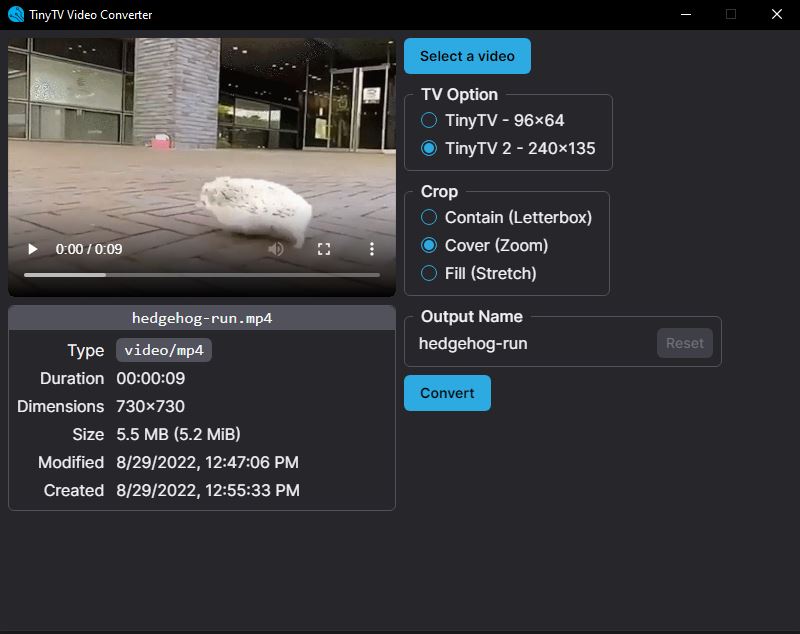 TinyTV Video Converter
Select a video
TV Option
TinyTV - 96×64
TinyTV 2 - 240×135
Crop
Contain (Letterbox)
Cover (Zoom)
Fill (Stretch)
Output Name
hedgehog-run
Reset
Convert
0:00 / 0:09
hedgehog-run.mp4
Type video/mp4
Duration 00:00:09
Dimensions 730×730
Size 5.5 MB (5.2 MiB)
Modified 8/29/2022, 12:47:06 PM
Created 8/29/2022, 12:55:33 PM